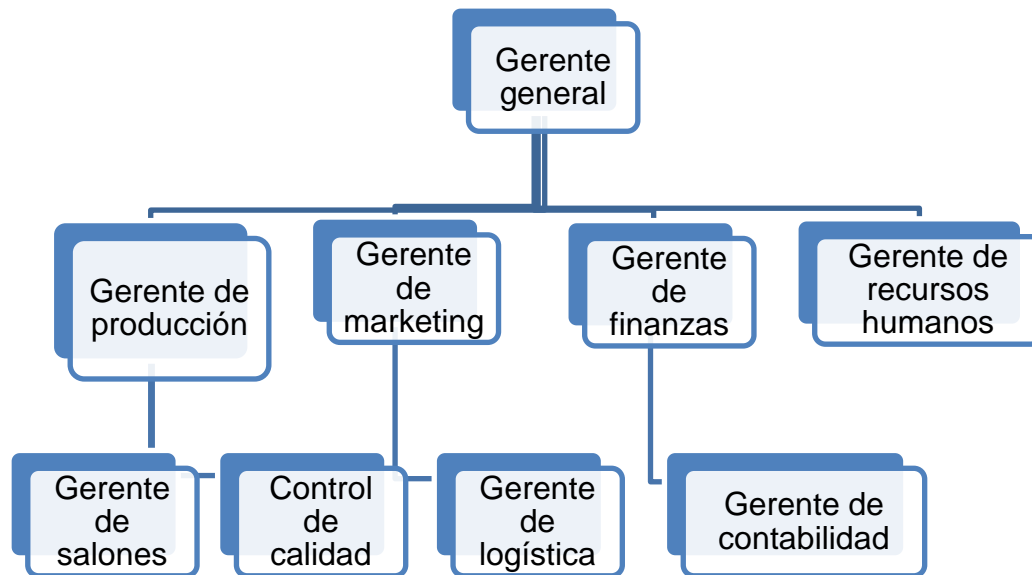 Gerente
general
Gerente de
producción
Gerente
de
marketing
Gerente
de
finanzas
Gerente de
recursos
humanos
Gerente
de
salones
Control
de
calidad
Gerente
de
logística
Gerente de
contabilidad